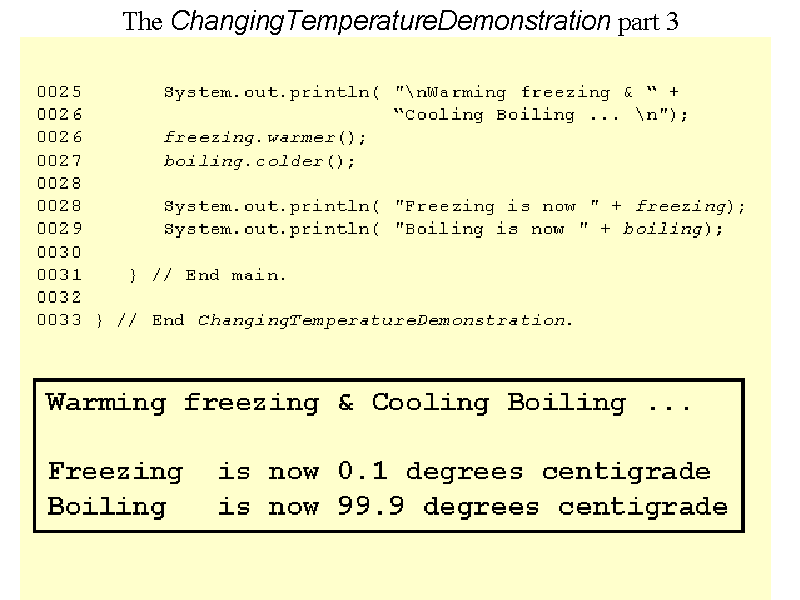 The ChangingTemperatureDemonstration part 3
0025       System.out.println( "\nWarming freezing & “ +
0026                           “Cooling Boiling ... \n");
0026       freezing.warmer();
0027       boiling.colder();
0028
0028       System.out.println( "Freezing is now " + freezing);
0029       System.out.println( "Boiling is now " + boiling);
0030
0031    } // End main.
0032
0033 } // End ChangingTemperatureDemonstration.
Warming freezing & Cooling Boiling ...
Freezing  is now 0.1 degrees centigrade
Boiling   is now 99.9 degrees centigrade